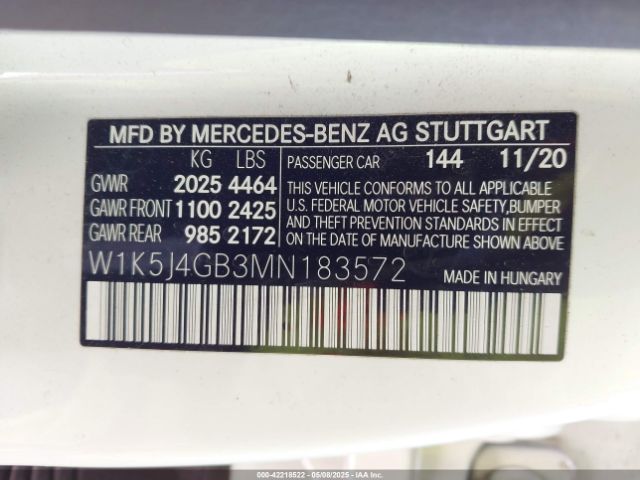 MFD BY MERCEDES-BENZ AG STUTTGART
KG LBS PASSENGER CAR 144 11/20
GVWR 2025 4464
GAWR FRONT 1100 2425
GAWR REAR 985 2172
THIS VEHICLE CONFORMS TO ALL APPLICABLE
U.S. FEDERAL MOTOR VEHICLE SAFETY,BUMPER
AND THEFT PREVENTION STANDARDS IN EFFECT
ON THE DATE OF MANUFACTURE SHOWN ABOVE.
W1K5J4GB3MN183572 MADE IN HUNGARY
000-42218522 - 05/08/2025 - IAA Inc. Copyright